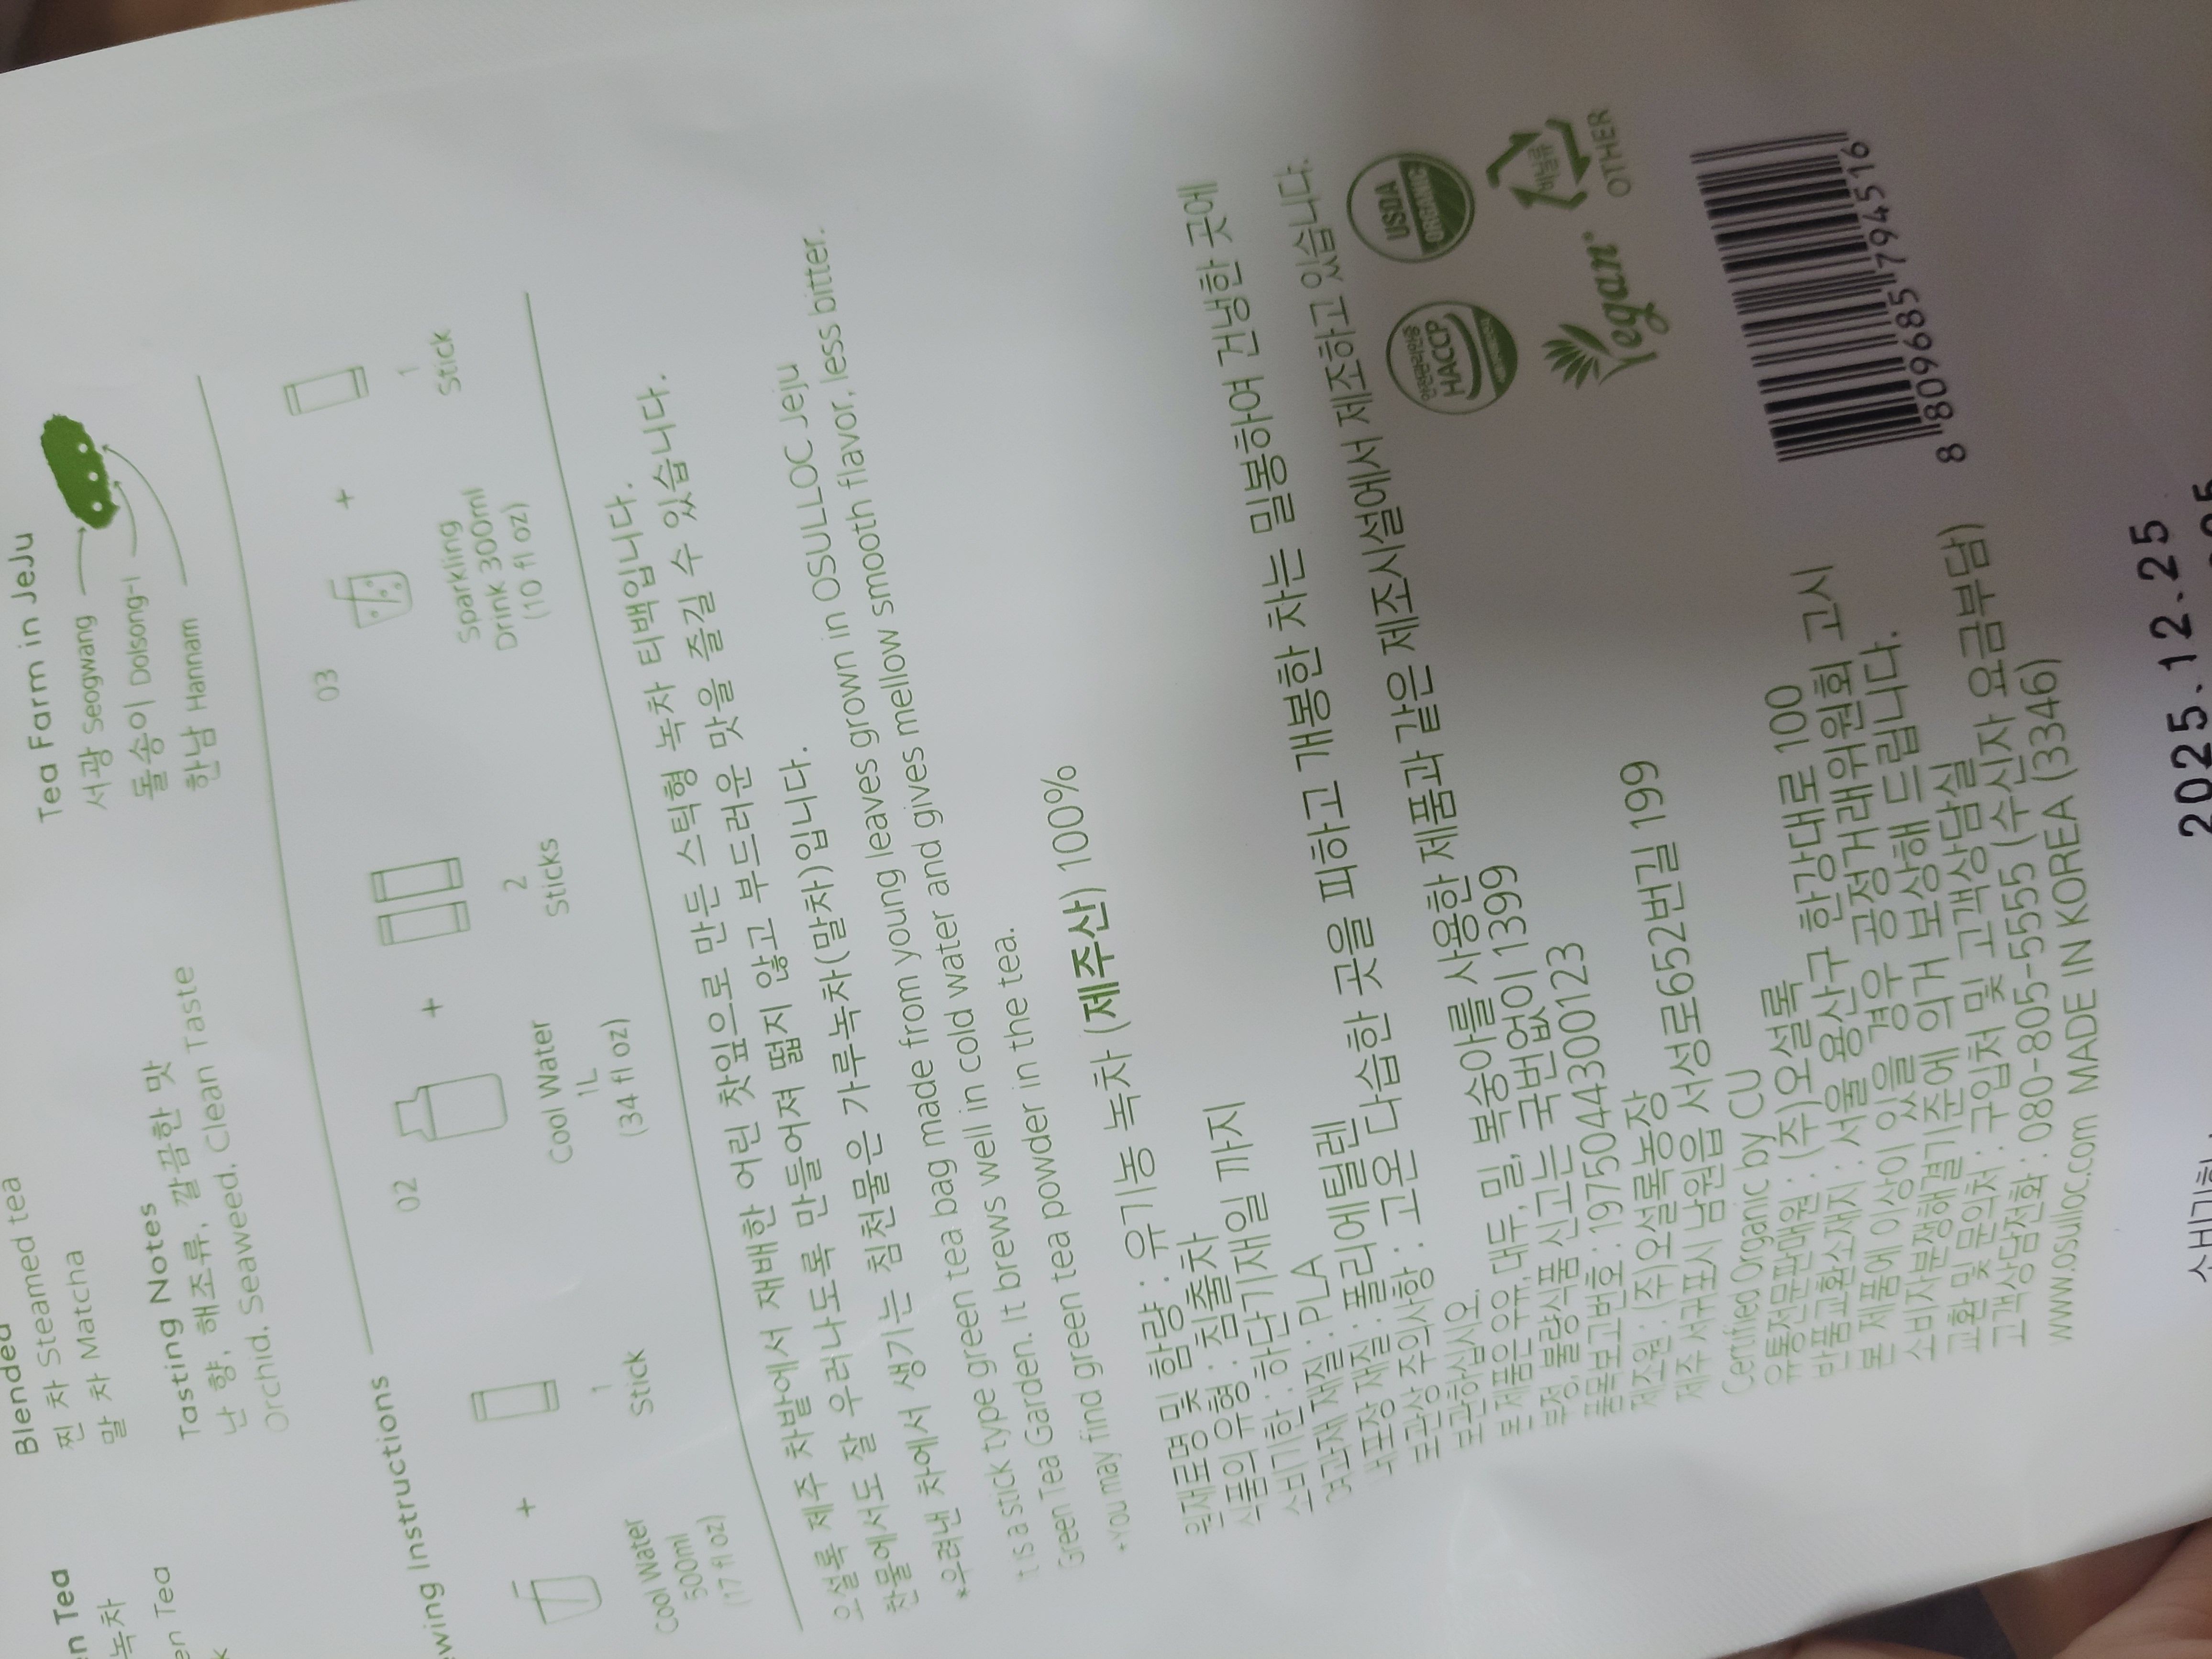 en Tea
녹차
en Tea
Blended
찐 차 Steamed tea
말 차 Matcha
Tasting Notes
난 향, 해조류, 깔끔한 맛
Orchid, Seaweed, Clean Taste
Tea Farm in JeJu
서광 Seogwang
돌송이 Dolsong-i
한남 Hannam
wing Instructions
+
Cool Water
500ml
(17 fl oz)
1
Stick
02
+
Cool Water
1L
(34 fl oz)
2
Sticks
03
+
Sparkling
Drink 300ml
(10 fl oz)
1
Stick
오설록 제주 차밭에서 재배한 어린 찻잎으로 만든 스틱형 녹차 티백입니다.
찬물에서도 잘 우러나도록 만들어져 떫지 않고 부드러운 맛을 즐길 수 있습니다.
*우려낸 차에서 생기는 침천물은 가루녹차(말차)입니다.
t is a stick type green tea bag made from young leaves grown in OSULLOC Jeju
Green Tea Garden. It brews well in cold water and gives mellow smooth flavor, less bitter.
*You may find green tea powder in the tea.
원재료명 및 함량 : 유기농 녹차 (제주산) 100%
식품의 유형 : 침출차
소비기한 : 하단기재일 까지
여과재 재질 : PLA
내포장 재질 : 폴리에틸렌
보관상 주의사항 : 고온 다습한 곳을 피하고 개봉한 차는 밀봉하여 건냉한 곳에
보관하십시오.
본 제품은 우유, 대두, 밀, 복숭아를 사용한 제품과 같은 제조시설에서 제조하고 있습니다.
부정, 불량식품 신고는 국번없이 1399
품목보고번호 : 1975044300123
제조원 : (주)오설록농장
제주 서귀포시 남원읍 서성로652번길 199
Certified Organic by CU
유통전문판매원 : (주)오설록
반품교환소재지 : 서울 용산구 한강대로 100
본 제품에 이상이 있을 경우 공정거래위원회 고시
소비자분쟁해결기준에 의거 보상해 드립니다.
교환 및 문의처 : 구입처 및 고객상담실
고객상담전화 : 080-805-5555 (수신자 요금부담)
www.osulloc.com MADE IN KOREA (3346)
안전관리인증
HACCP
USDA
ORGANIC
Vegan
비닐류
OTHER
8 809685 794516
2025.12.25